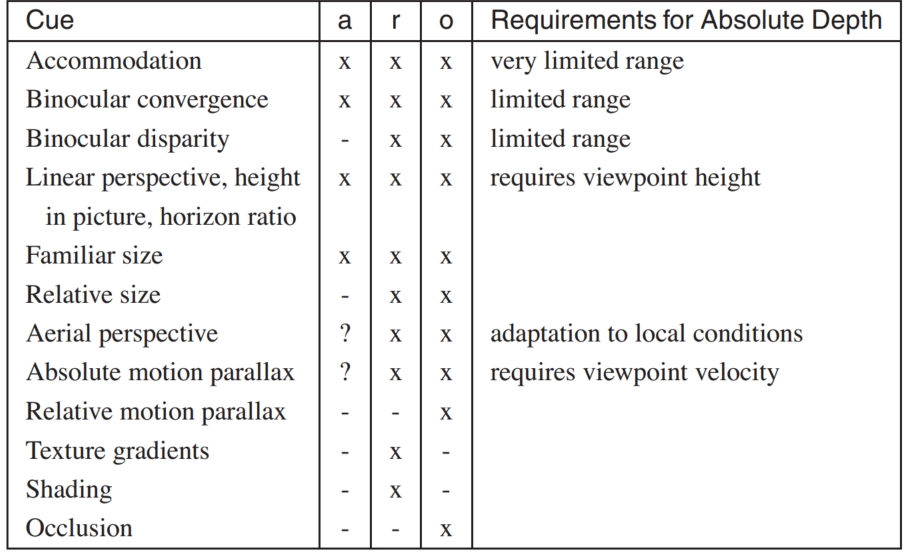 Cue a r o Requirements for Absolute Depth
Accommodation x x x very limited range
Binocular convergence x x x limited range
Binocular disparity - x x limited range
Linear perspective, height x x x requires viewpoint height
in picture, horizon ratio
Familiar size x x x
Relative size - x x
Aerial perspective ? x x adaptation to local conditions
Absolute motion parallax ? x x requires viewpoint velocity
Relative motion parallax - - x
Texture gradients - x -
Shading - x -
Occlusion - - x